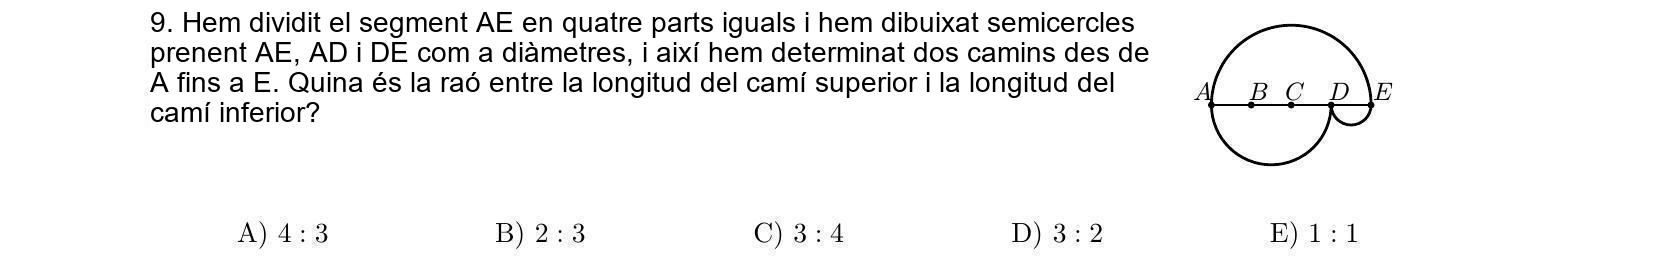 9. Hem dividit el segment AE en quatre parts iguals i hem dibuixat semicercles
prenent AE, AD i DE com a diàmetres, i així hem determinat dos camins des de
A fins a E. Quina és la raó entre la longitud del camí superior i la longitud del
camí inferior?
A B C D E
A) 4 : 3 B) 2 : 3 C) 3 : 4 D) 3 : 2 E) 1 : 1